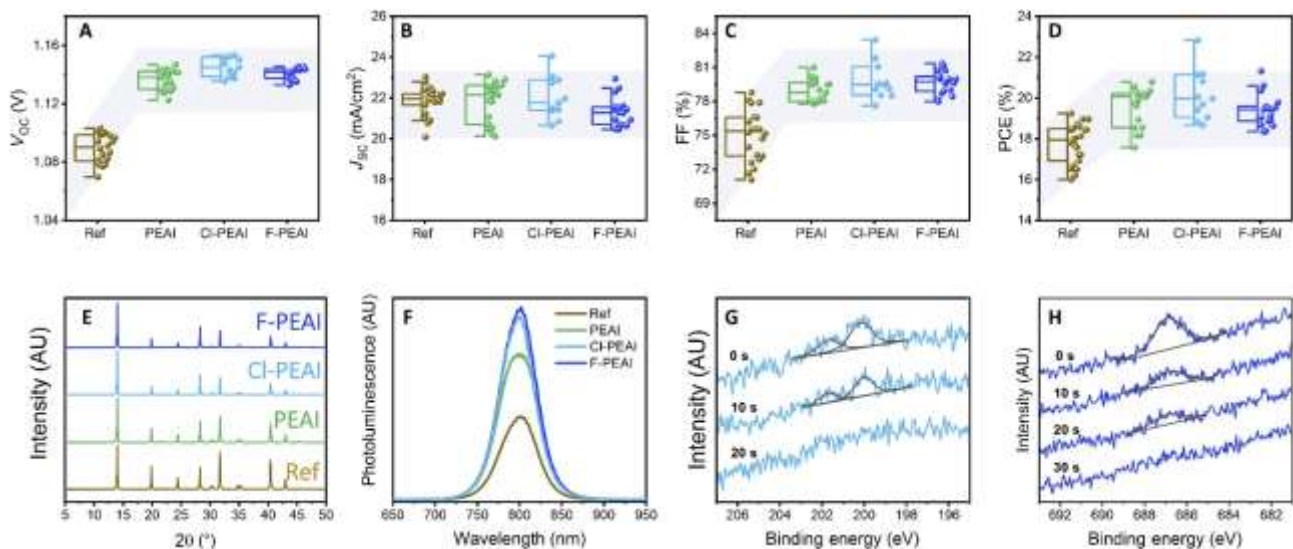 A
V_OC (V)
1.16
1.12
1.08
1.04
Ref PEAI Cl-PEAI F-PEAI
B
J_SC (mA/cm²)
26
24
22
20
18
16
Ref PEAI Cl-PEAI F-PEAI
C
FF (%)
84
81
78
75
72
69
Ref PEAI Cl-PEAI F-PEAI
D
PCE (%)
24
22
20
18
16
14
Ref PEAI Cl-PEAI F-PEAI
E
Intensity (AU)
F-PEAI
Cl-PEAI
PEAI
Ref
5 10 15 20 25 30 35 40 45 50
2θ (°)
F
Photoluminescence (AU)
Ref
PEAI
Cl-PEAI
F-PEAI
650 700 750 800 850 900 950
Wavelength (nm)
G
Intensity (AU)
0 s
10 s
20 s
206 204 202 200 198 196
Binding energy (eV)
H
Intensity (AU)
0 s
10 s
20 s
30 s
692 690 688 686 684 682
Binding energy (eV)